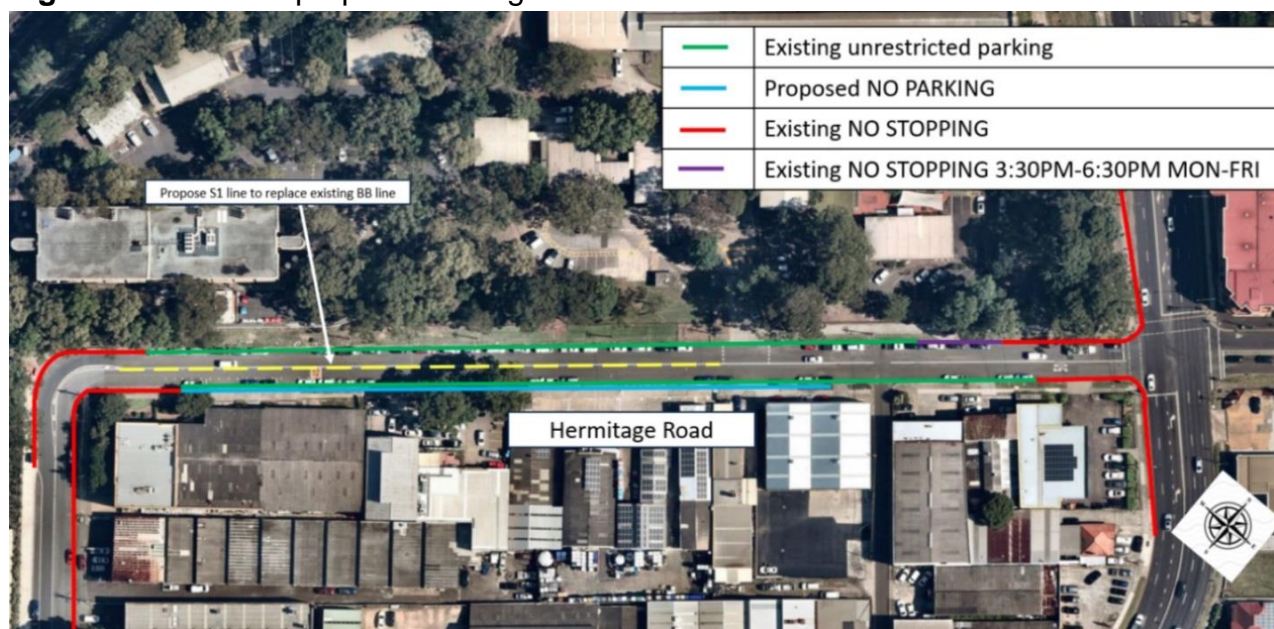 Existing unrestricted parking
Proposed NO PARKING
Existing NO STOPPING
Existing NO STOPPING 3:30PM-6:30PM MON-FRI
Propose S1 line to replace existing BB line
Hermitage Road